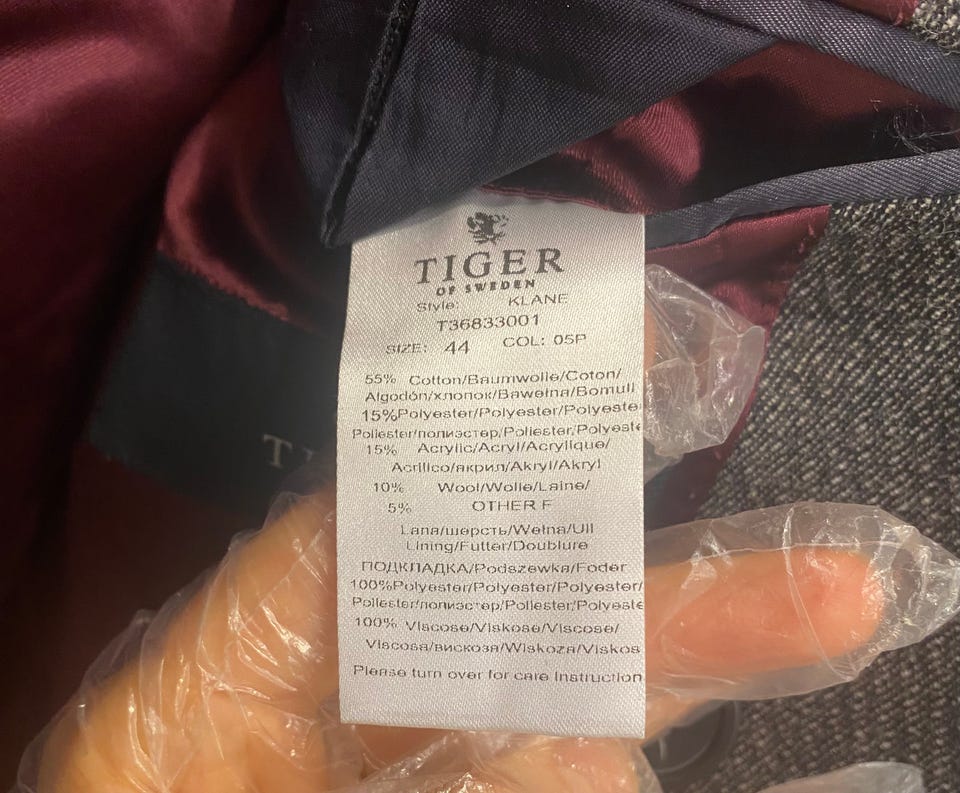 TIGER
OF SWEDEN
Style: KLANE
T36833001
SIZE: 44 COL: 05P
55% Cotton/Baumwolle/Coton/
Algodón/хлопок/Bawełna/Bomull
15%Polyester/Polyester/Polyeste
Poliester/полиэстер/Poliester/Polyeste
15% Acrylic/Acryl/Acrylique/
Acrilico/акрил/Akryl/Akryl
10% Wool/Wolle/Laine/
5% OTHER F
Lana/шерсть/Wełna/Ull
Lining/Futter/Doublure
ПОДКЛАДКА/Podszewka/Foder
100%Polyester/Polyester/Polyester/
Poliester/полиэстер/Poliester/Polyeste
100% Viscose/Viskose/Viscose/
Viscosa/вискоза/Wiskoza/Viskos
Please turn over for care Instruction
TI